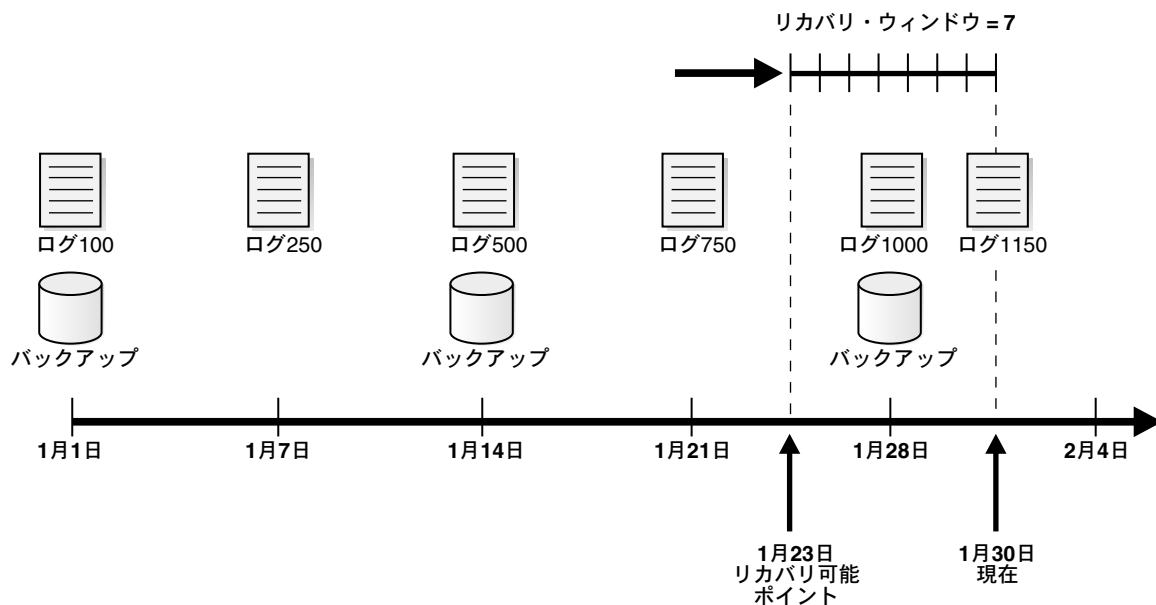 リカバリ・ウィンドウ = 7
ログ100
ログ250
ログ500
ログ750
ログ1000
ログ1150
バックアップ
バックアップ
バックアップ
1月1日
1月7日
1月14日
1月21日
1月28日
2月4日
1月23日
リカバリ可能
ポイント
1月30日
現在